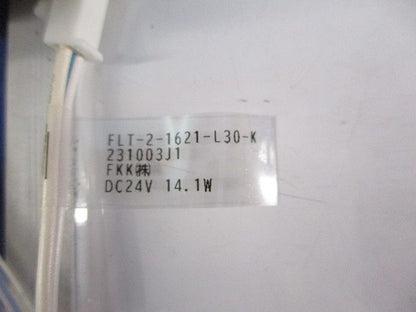 FLT-2-1621-L30-K
231003J1
FKK㈱
DC24V 14.1W